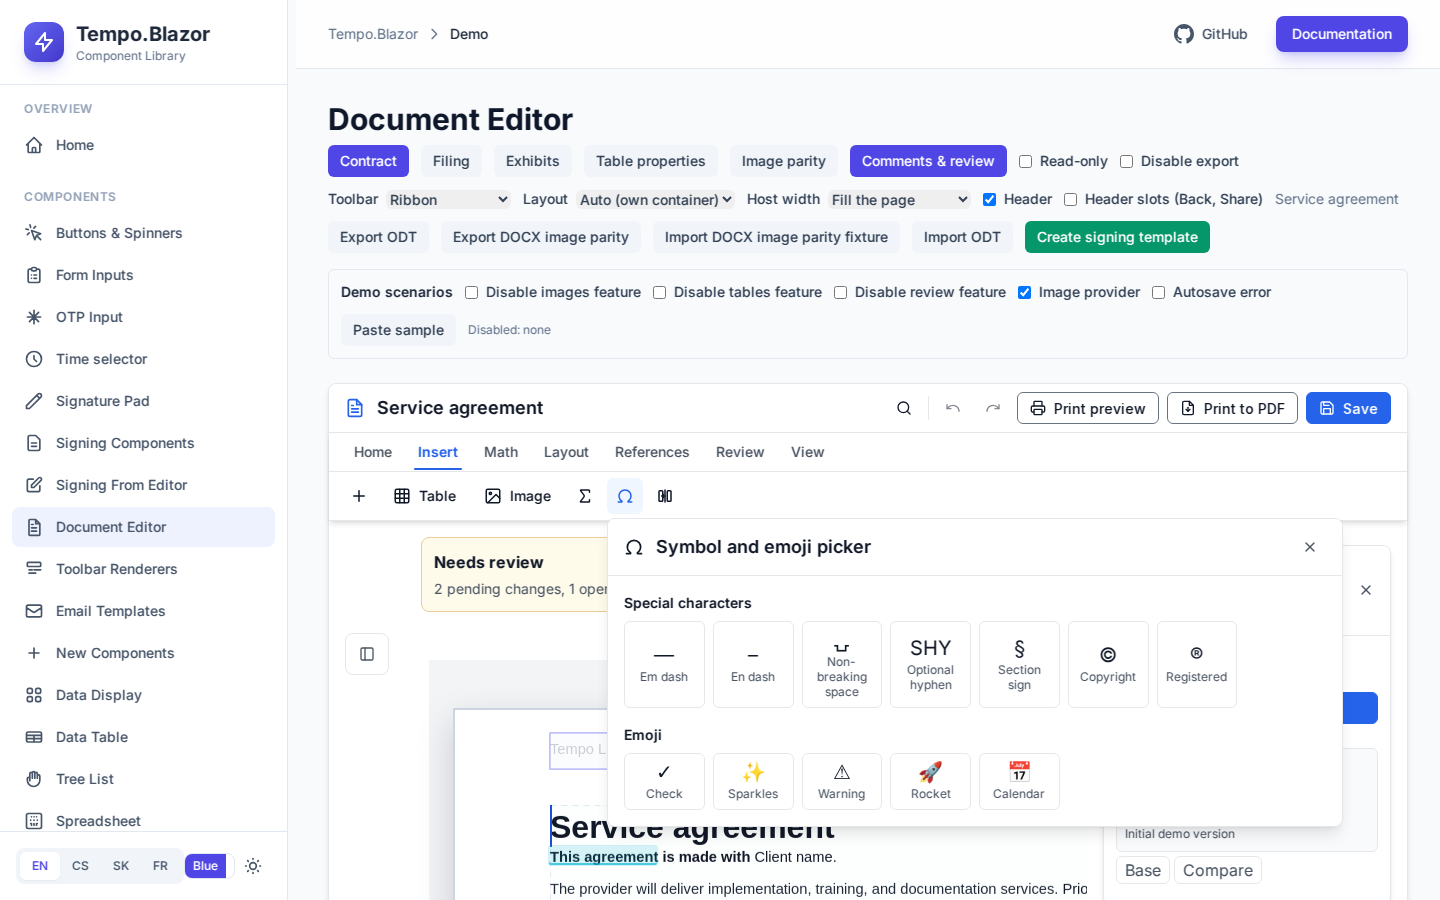 Tempo.Blazor
Component Library
OVERVIEW
Home
COMPONENTS
Buttons & Spinners
Form Inputs
OTP Input
Time selector
Signature Pad
Signing Components
Signing From Editor
Document Editor
Toolbar Renderers
Email Templates
New Components
Data Display
Data Table
Tree List
Spreadsheet
EN CS SK FR Blue
Tempo.Blazor > Demo
GitHub
Documentation
Document Editor
Contract Filing Exhibits Table properties Image parity Comments & review Read-only Disable export
Toolbar Ribbon Layout Auto (own container) Host width Fill the page Header Header slots (Back, Share) Service agreement
Export ODT Export DOCX image parity Import DOCX image parity fixture Import ODT Create signing template
Demo scenarios Disable images feature Disable tables feature Disable review feature Image provider Autosave error
Paste sample Disabled: none
Service agreement
Print preview Print to PDF Save
Home Insert Math Layout References Review View
Table Image Σ Ω
Needs review
2 pending changes, 1
Ω Symbol and emoji picker
Special characters
— Em dash
– En dash
Non-
breaking
space
SHY
Optional
hyphen
§
Section
sign
©
Copyright
®
Registered
Emoji
✓ Check
✨ Sparkles
⚠ Warning
🚀 Rocket
📅 Calendar
Tempo
Service agreement
This agreement is made with Client name.
The provider will deliver implementation, training, and documentation services.
Initial demo version
Base Compare